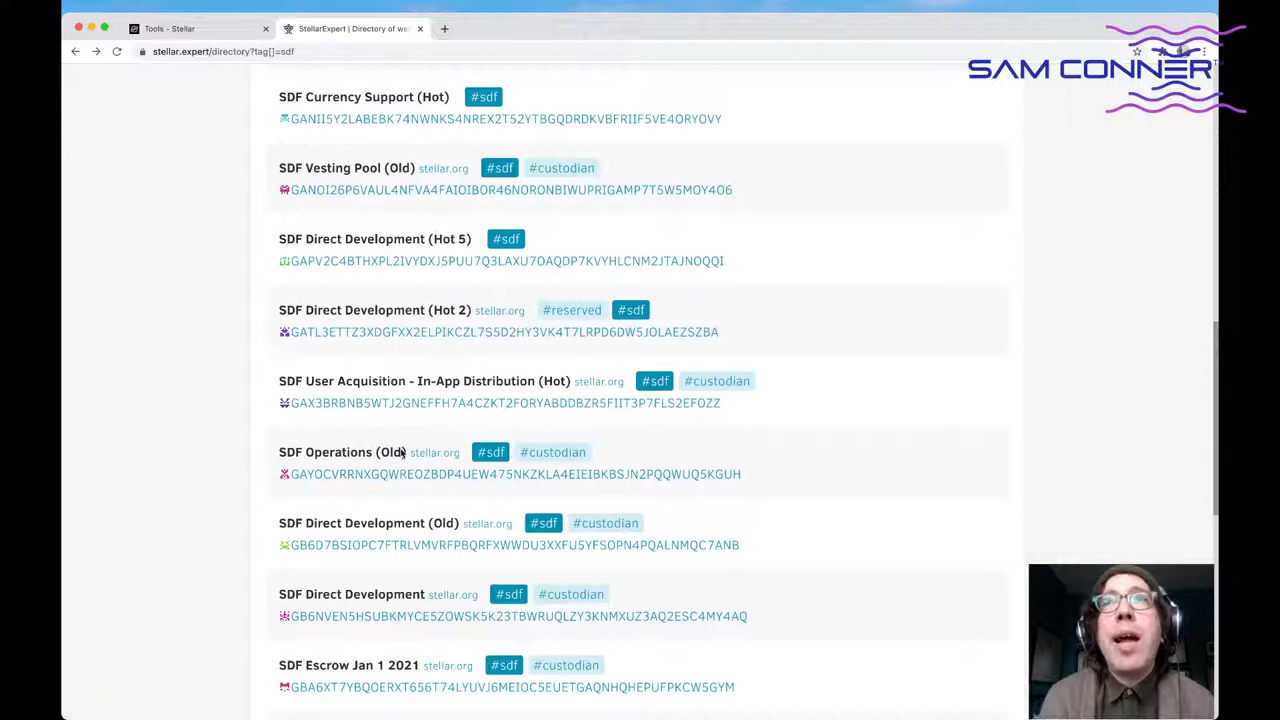 Tools - Stellar
StellarExpert | Directory of we
stellar.expert/directory?tag[]=sdf
SAM CONNER
SDF Currency Support (Hot) #sdf
GANII5Y2LABEBK74NWNKS4NREX2T52YTBGQDRDKVBFRIIF5VE4ORYOVY
SDF Vesting Pool (Old) stellar.org #sdf #custodian
GANOI26P6VAUL4NFVA4FAIOIBOR46NORONBIWUPRIGAMP7T5W5MOY4O6
SDF Direct Development (Hot 5) #sdf
GAPV2C4BTHXPL2IVYDXJ5PUU7Q3LAXU7OAQDP7KVYHLCNM2JTAJNOQQI
SDF Direct Development (Hot 2) stellar.org #reserved #sdf
GATL3ETTZ3XDGFXX2ELPIKCZL7S5D2HY3VK4T7LRPD6DW5JOLAEZSZBA
SDF User Acquisition - In-App Distribution (Hot) stellar.org #sdf #custodian
GAX3BRBNB5WTJ2GNEFFH7A4CZKT2FORYABDDBZR5FIIT3P7FLS2EFOZZ
SDF Operations (Old) stellar.org #sdf #custodian
GAYOCVRRNXGQWREOZBDP4UEW475NKZKLA4EIEIBKBSJN2PQQWUQ5KGUH
SDF Direct Development (Old) stellar.org #sdf #custodian
GB6D7BSIOPC7FTRLVMVRFPBQRFXWWDU3XXFU5YFSOPN4PQALNMQC7ANB
SDF Direct Development stellar.org #sdf #custodian
GB6NVEN5HSUBKMYCE5ZOWSK5K23TBWRUQLZY3KNMXUZ3AQ2ESC4MY4AQ
SDF Escrow Jan 1 2021 stellar.org #sdf #custodian
GBA6XT7YBQOERXT656T74LYUVJ6MEIOC5EUETGAQNHQHEPUFPKCW5GYM